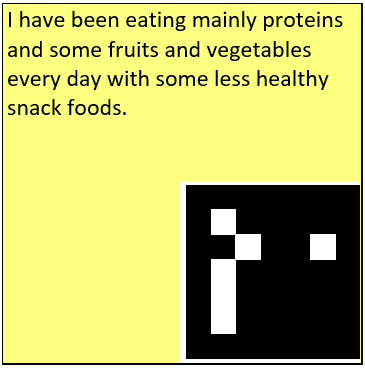 I have been eating mainly proteins
and some fruits and vegetables
every day with some less healthy
snack foods.